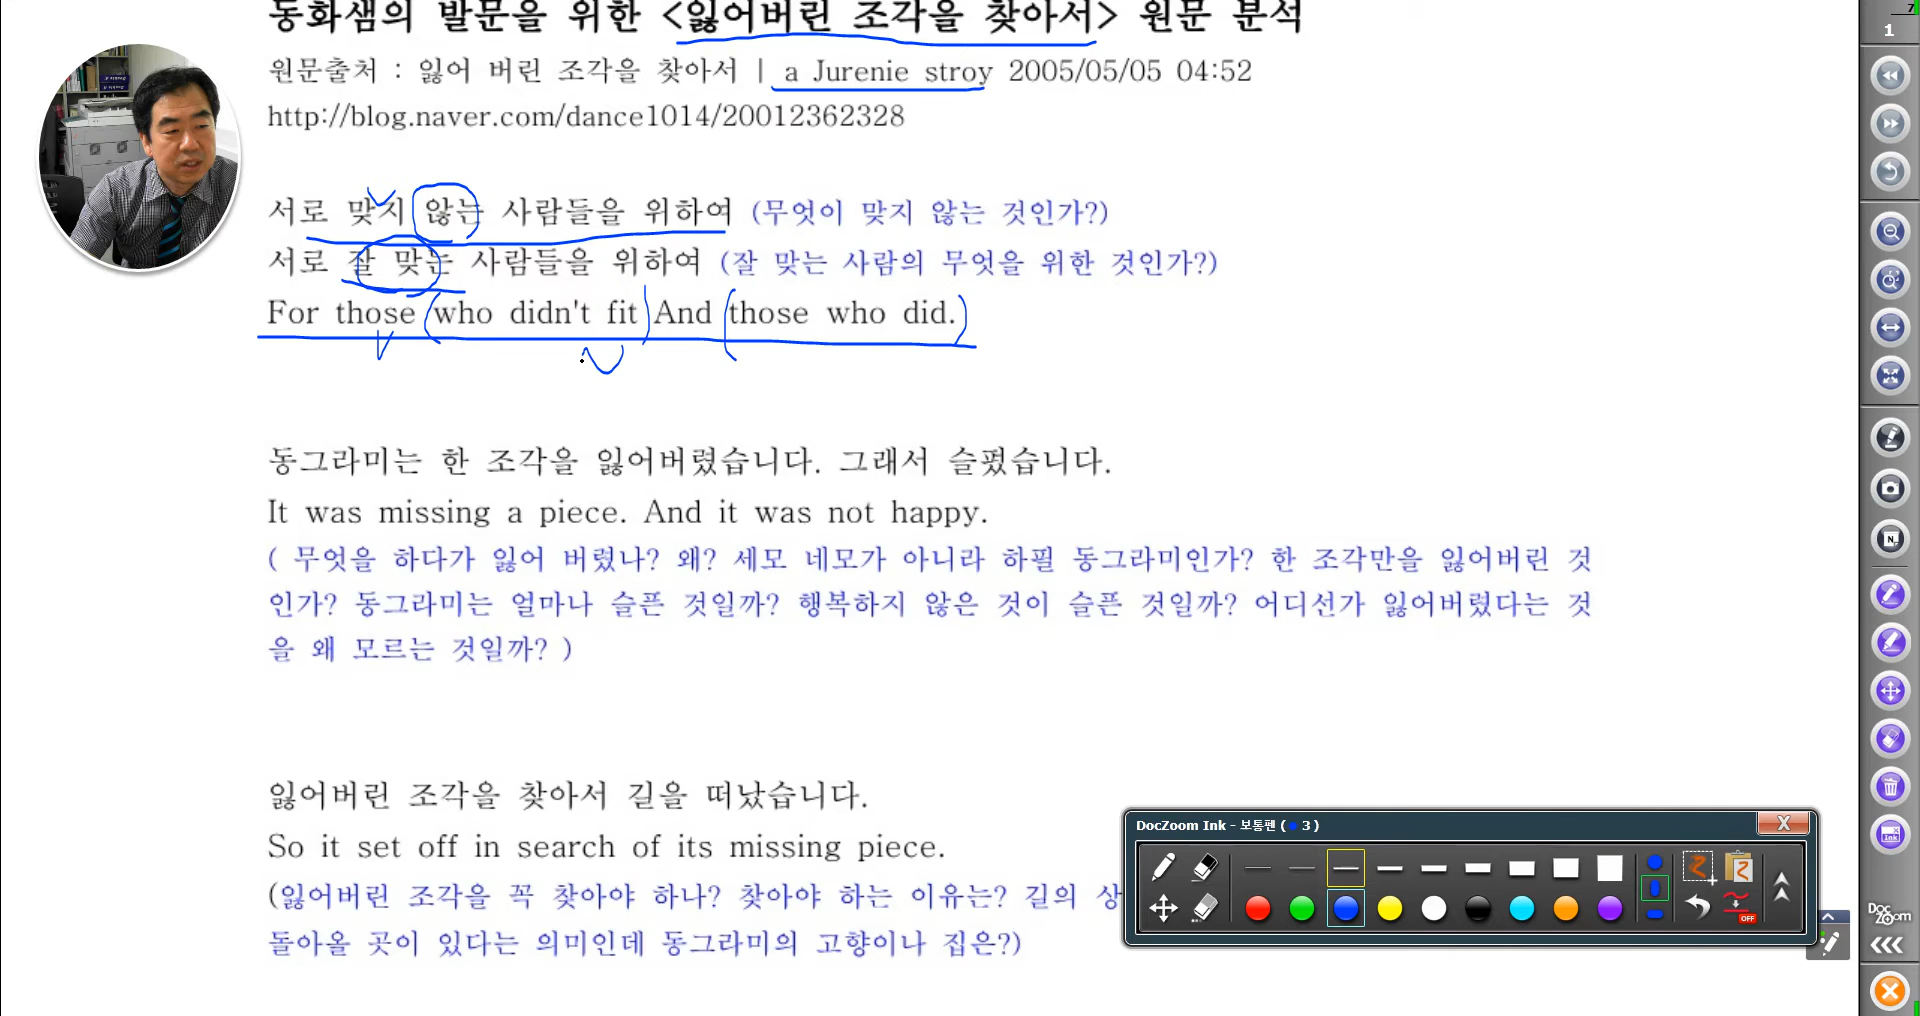 동화샘의 발문을 위한 <잃어버린 조각을 찾아서> 원문 분석
원문출처 : 잃어 버린 조각을 찾아서 | a Jurenie stroy 2005/05/05 04:52
http://blog.naver.com/dance1014/20012362328
서로 맞지 않는 사람들을 위하여 (무엇이 맞지 않는 것인가?)
서로 잘 맞는 사람들을 위하여 (잘 맞는 사람의 무엇을 위한 것인가?)
For those who didn't fit And those who did.
동그라미는 한 조각을 잃어버렸습니다. 그래서 슬펐습니다.
It was missing a piece. And it was not happy.
( 무엇을 하다가 잃어 버렸나? 왜? 세모 네모가 아니라 하필 동그라미인가? 한 조각만을 잃어버린 것
인가? 동그라미는 얼마나 슬픈 것일까? 행복하지 않은 것이 슬픈 것일까? 어디선가 잃어버렸다는 것
을 왜 모르는 것일까? )
잃어버린 조각을 찾아서 길을 떠났습니다.
So it set off in search of its missing piece.
(잃어버린 조각을 꼭 찾아야 하나? 찾아야 하는 이유는? 길의 상
돌아올 곳이 있다는 의미인데 동그라미의 고향이나 집은?)
DocZoom Ink - 보통펜 ( 3 )
X
OFF
7
1
N
Ink
DocZoom